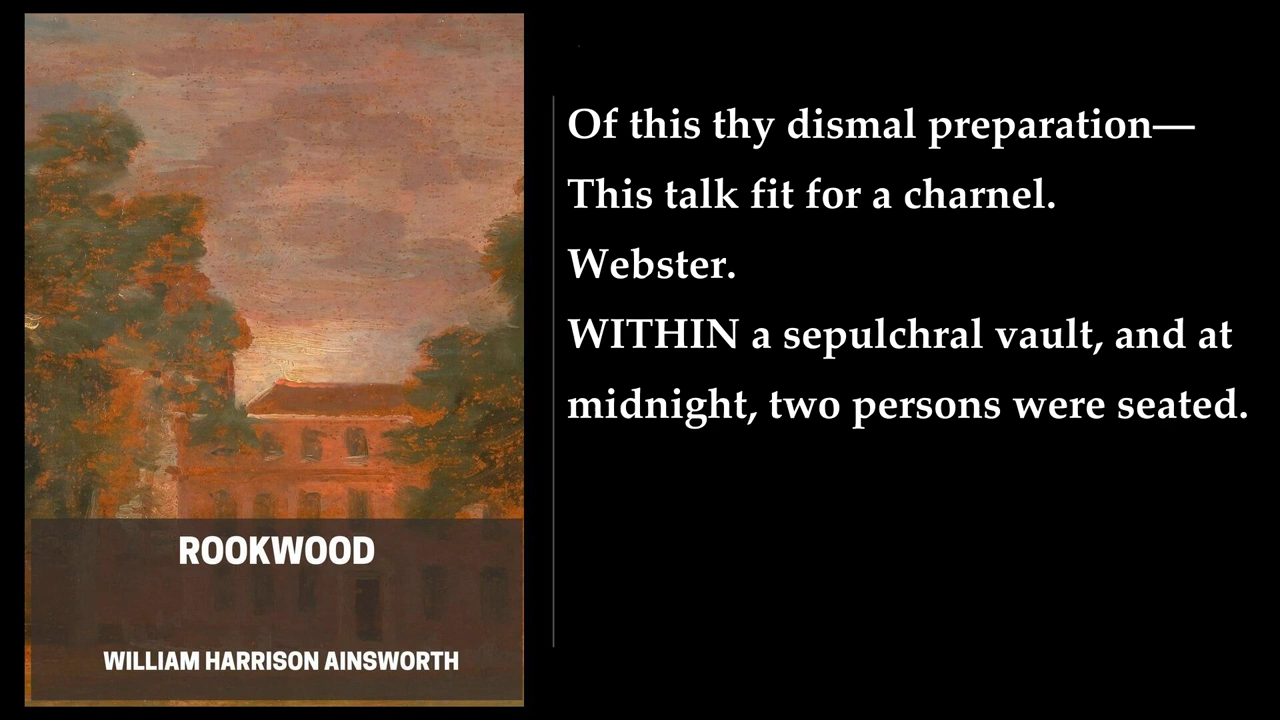 ROOKWOOD
WILLIAM HARRISON AINSWORTH
Of this thy dismal preparation—
This talk fit for a charnel.
Webster.
WITHIN a sepulchral vault, and at
midnight, two persons were seated.